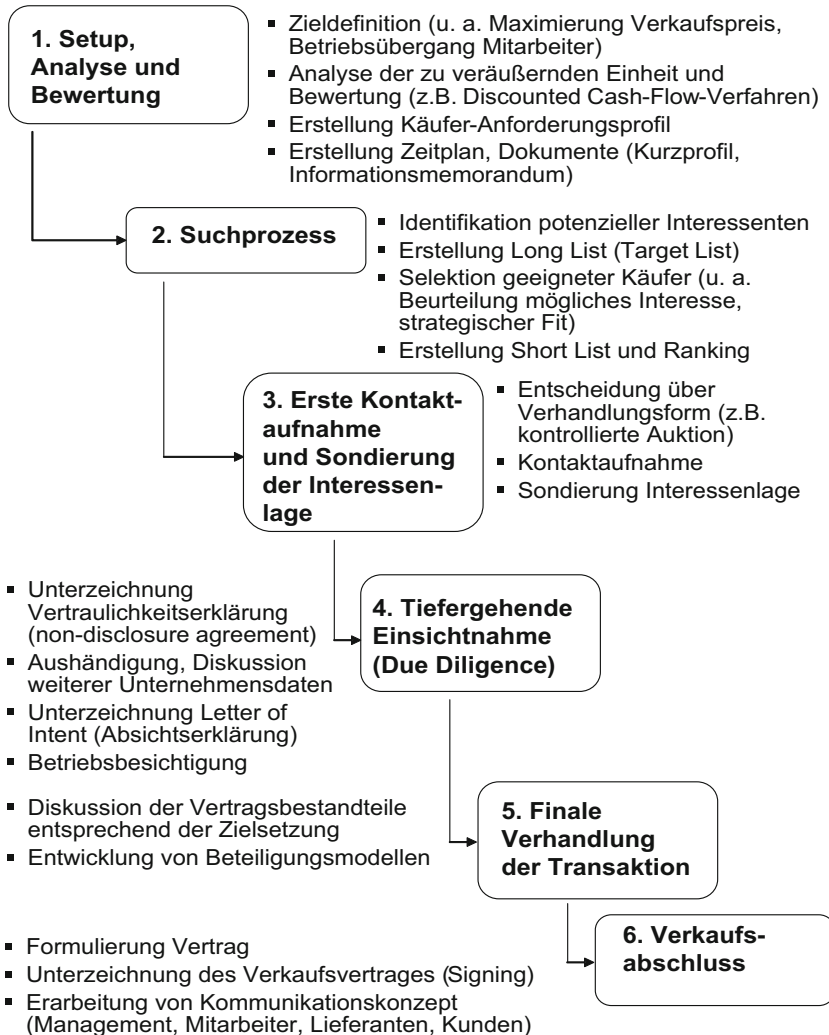 1. Setup,
Analyse und
Bewertung
▪ Zieldefinition (u. a. Maximierung Verkaufspreis,
Betriebsübergang Mitarbeiter)
▪ Analyse der zu veräußernden Einheit und
Bewertung (z.B. Discounted Cash-Flow-Verfahren)
▪ Erstellung Käufer-Anforderungsprofil
▪ Erstellung Zeitplan, Dokumente (Kurzprofil,
Informationsmemorandum)
2. Suchprozess
▪ Identifikation potenzieller Interessenten
▪ Erstellung Long List (Target List)
▪ Selektion geeigneter Käufer (u. a.
Beurteilung mögliches Interesse,
strategischer Fit)
▪ Erstellung Short List und Ranking
3. Erste Kontakt-
aufnahme
und Sondierung
der Interessen-
lage
▪ Entscheidung über
Verhandlungsform (z.B.
kontrollierte Auktion)
▪ Kontaktaufnahme
▪ Sondierung Interessenlage
4. Tiefergehende
Einsichtnahme
(Due Diligence)
▪ Unterzeichnung
Vertraulichkeitserklärung
(non-disclosure agreement)
▪ Aushändigung, Diskussion
weiterer Unternehmensdaten
▪ Unterzeichnung Letter of
Intent (Absichtserklärung)
▪ Betriebsbesichtigung
5. Finale
Verhandlung
der Transaktion
▪ Diskussion der Vertragsbestandteile
entsprechend der Zielsetzung
▪ Entwicklung von Beteiligungsmodellen
6. Verkaufs-
abschluss
▪ Formulierung Vertrag
▪ Unterzeichnung des Verkaufsvertrages (Signing)
▪ Erarbeitung von Kommunikationskonzept
(Management, Mitarbeiter, Lieferanten, Kunden)